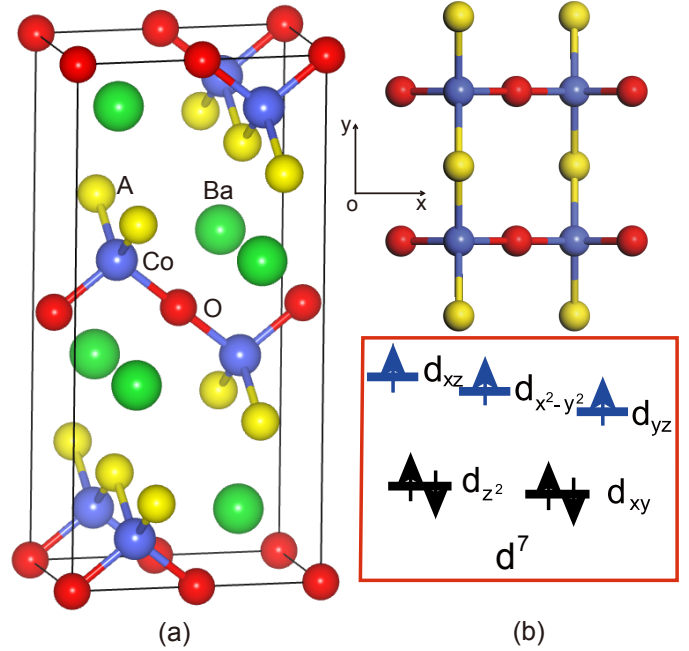 A
Ba
Co
O
(a)
y
o
x
d_xz
d_x²-y²
d_yz
d_z²
d_xy
d⁷
(b)